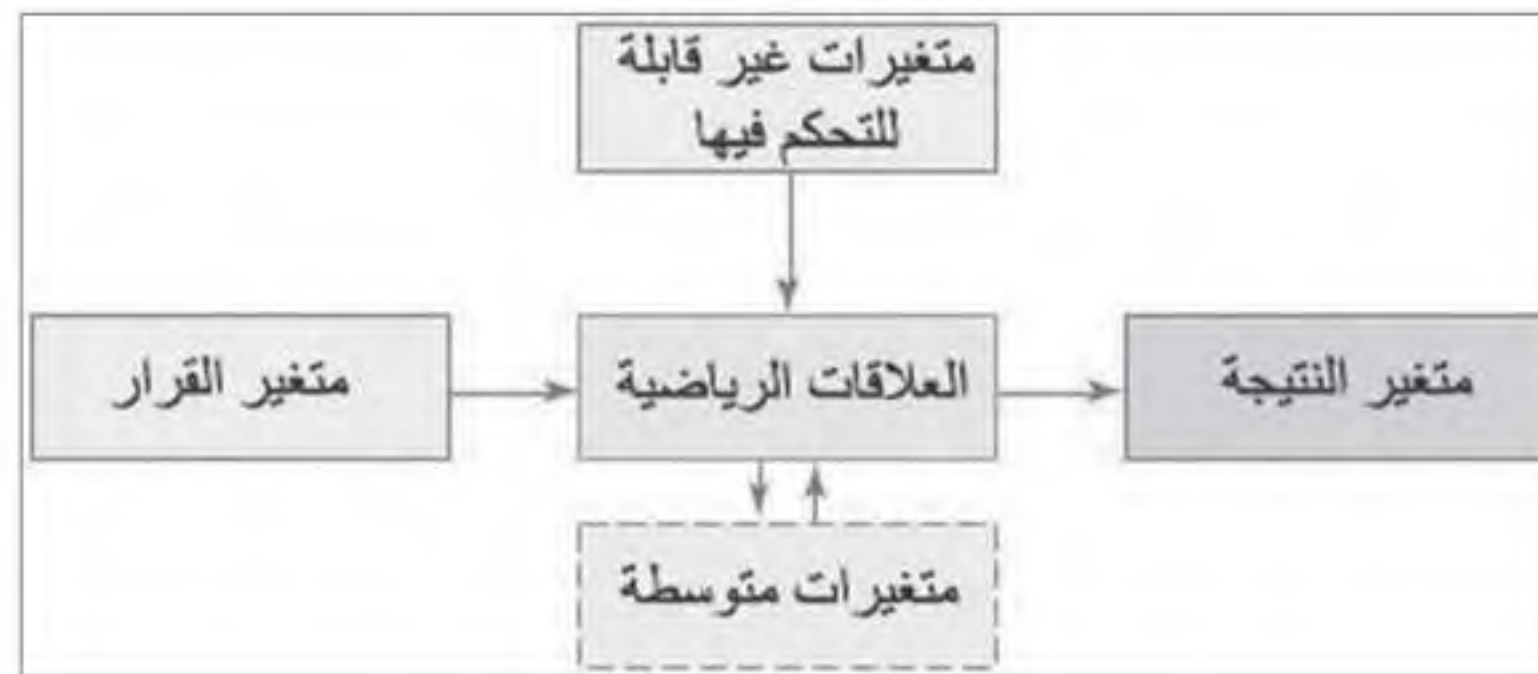 متغيرات غير قابلة
للتحكم فيها
متغير القرار
العلاقات الرياضية
متغير النتيجة
متغيرات متوسطة